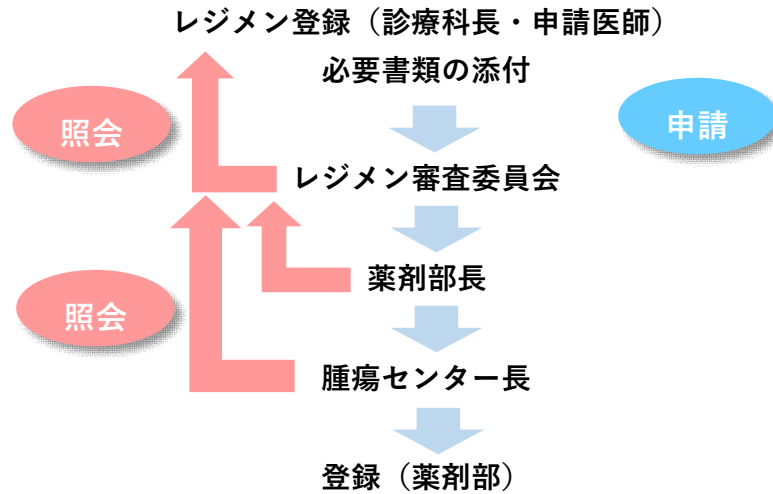 レジメン登録（診療科長・申請医師）
必要書類の添付
照会
申請
レジメン審査委員会
薬剤部長
照会
腫瘍センター長
登録（薬剤部）